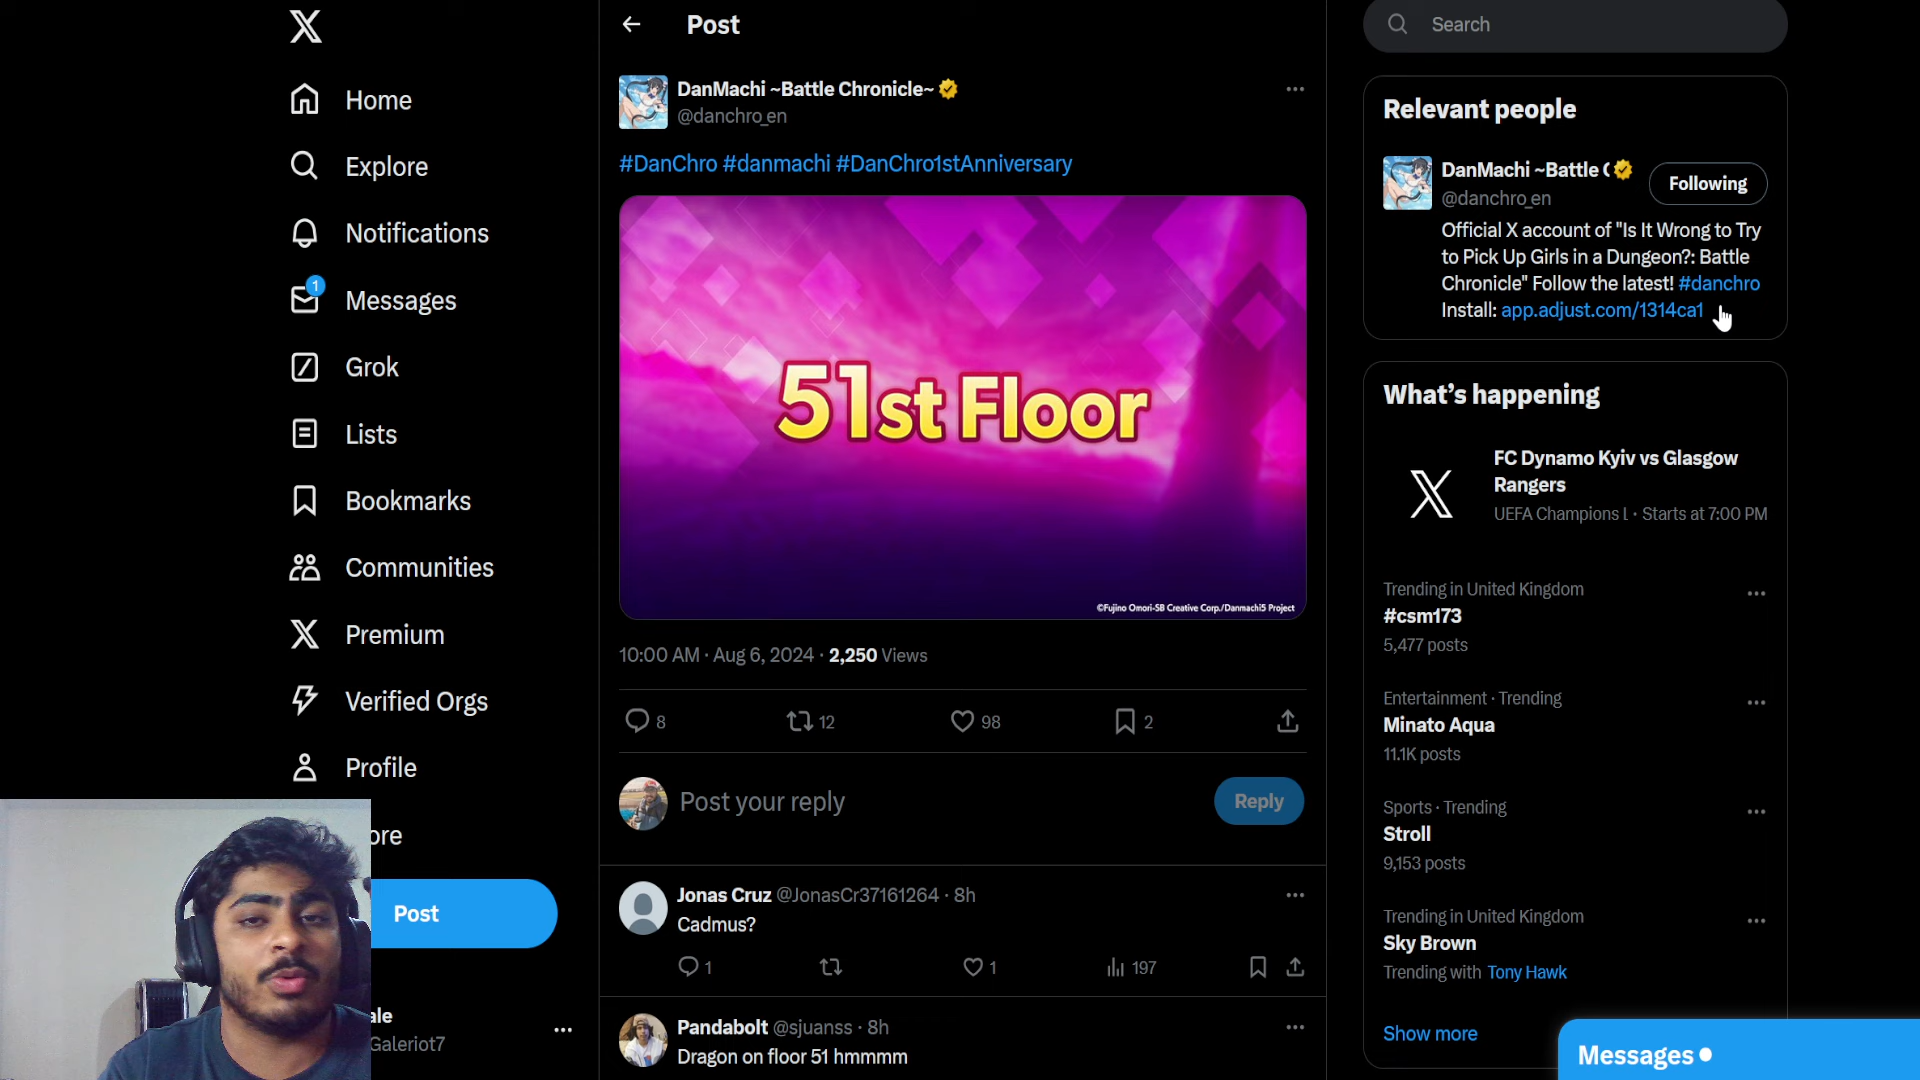 Home
Explore
Notifications
1
Messages
Grok
Lists
Bookmarks
Communities
Premium
Verified Orgs
Profile
ore
Post
ale
Galeriot7
Post
DanMachi ~Battle Chronicle~
@danchro_en
#DanChro #danmachi #DanChro1stAnniversary
51st Floor
©Fujino Omori-SB Creative Corp./Danmachi5 Project
10:00 AM · Aug 6, 2024 · 2,250 Views
8
12
98
2
Post your reply
Reply
Jonas Cruz @JonasCr37161264 · 8h
Cadmus?
1
1
197
Pandabolt @sjuanss · 8h
Dragon on floor 51 hmmmm
Search
Relevant people
DanMachi ~Battle C
@danchro_en
Following
Official X account of "Is It Wrong to Try
to Pick Up Girls in a Dungeon?: Battle
Chronicle" Follow the latest! #danchro
Install: app.adjust.com/1314ca1
What's happening
FC Dynamo Kyiv vs Glasgow
Rangers
UEFA Champions L · Starts at 7:00 PM
Trending in United Kingdom
#csm173
5,477 posts
Entertainment · Trending
Minato Aqua
11.1K posts
Sports · Trending
Stroll
9,153 posts
Trending in United Kingdom
Sky Brown
Trending with Tony Hawk
Show more
Messages